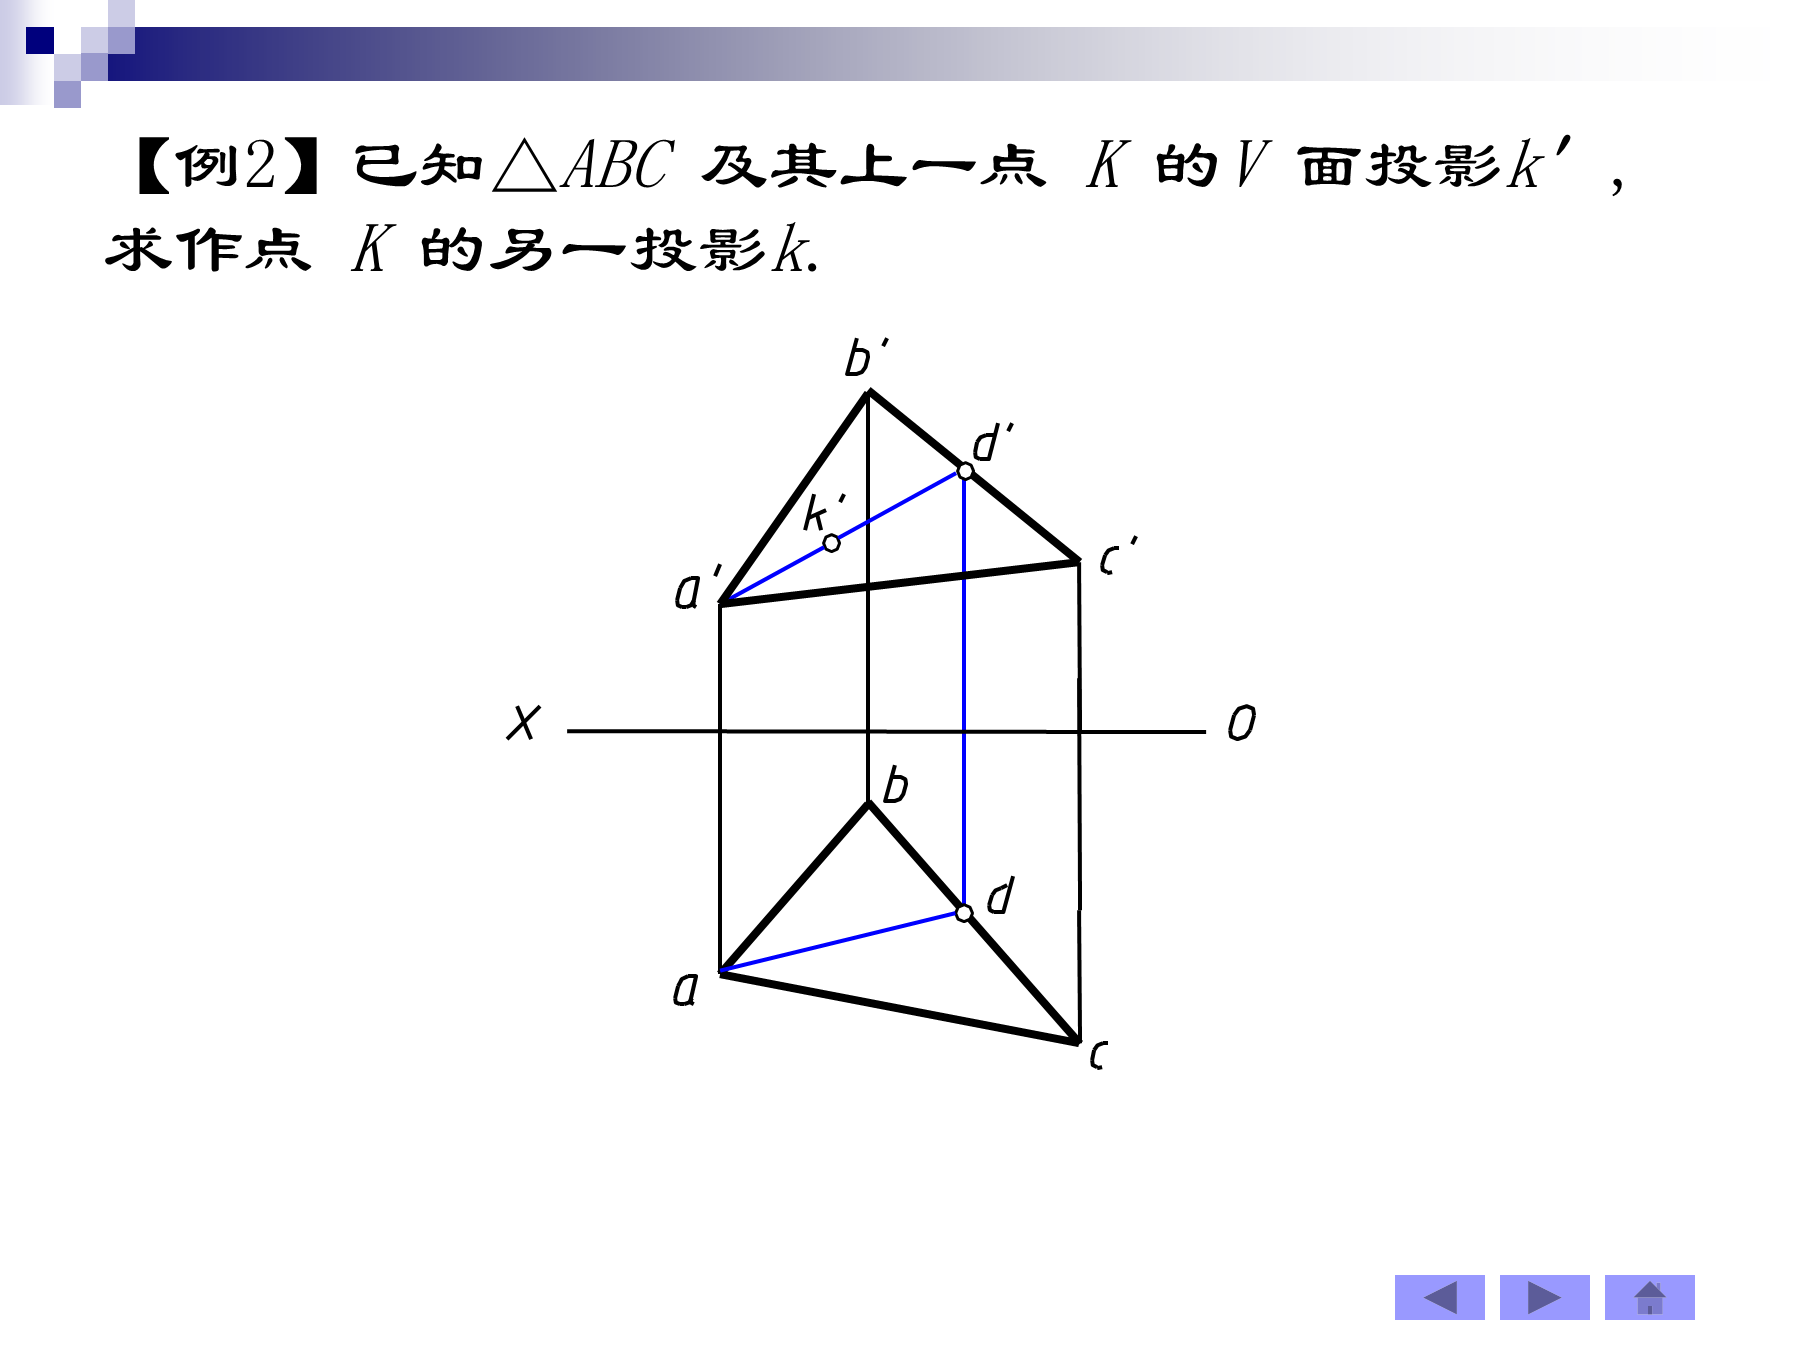 【例2】已知△ABC 及其上一点 K 的V 面投影k′,
求作点 K 的另一投影k.
b′
d′
k′
c′
a′
X
O
b
d
a
c